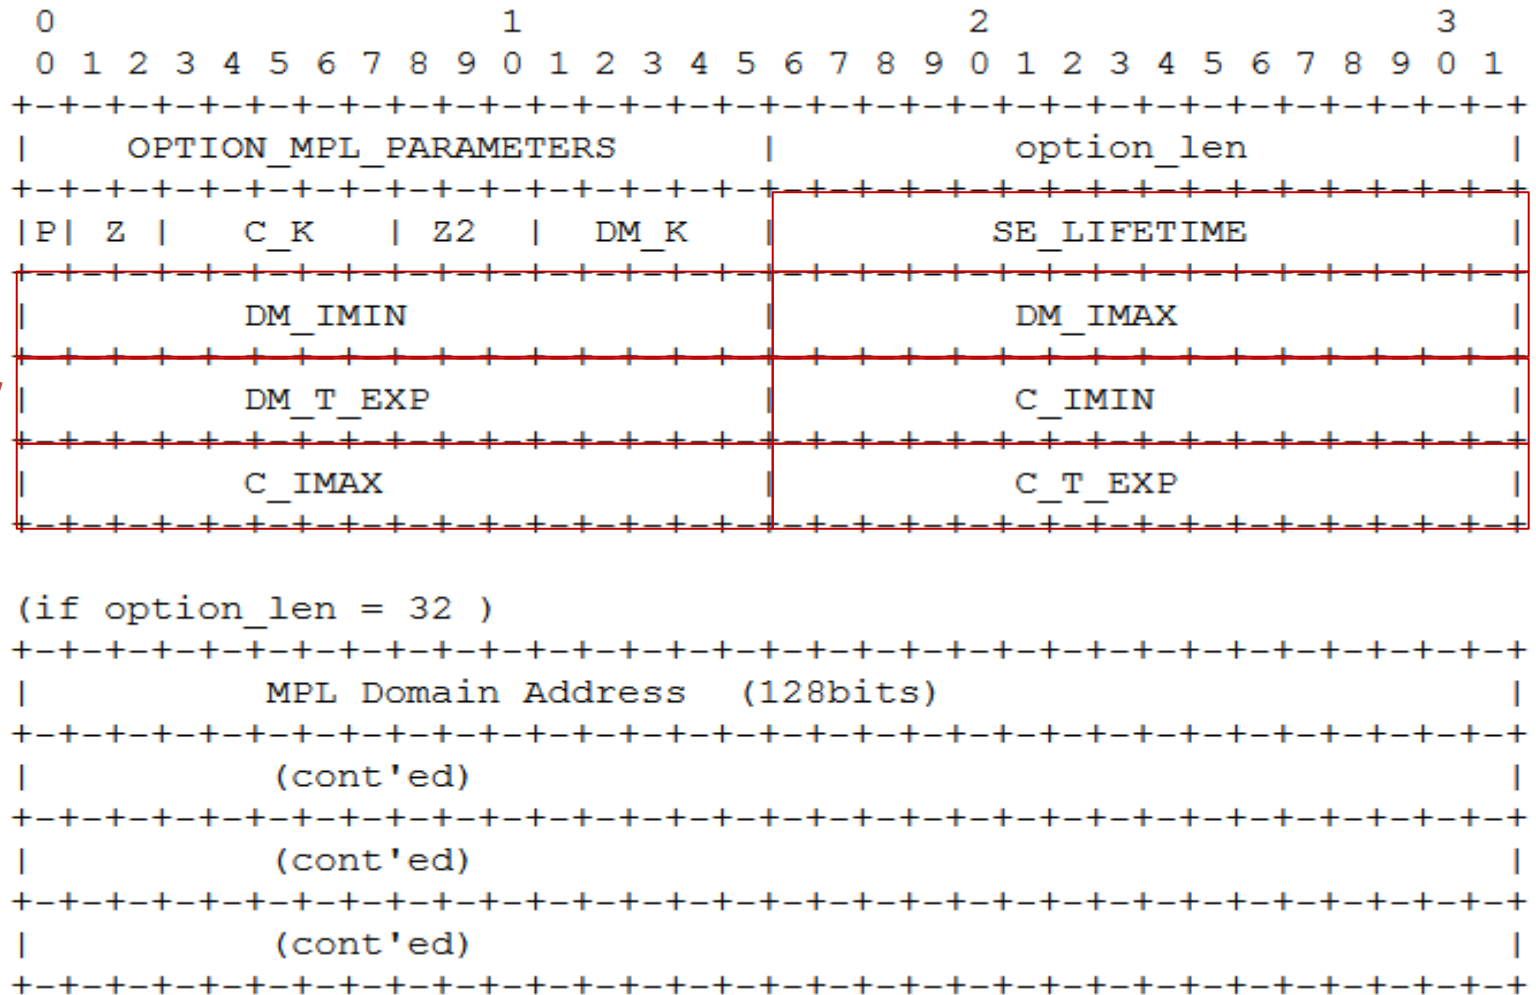 0                   1                   2                   3
 0 1 2 3 4 5 6 7 8 9 0 1 2 3 4 5 6 7 8 9 0 1 2 3 4 5 6 7 8 9 0 1
+-+-+-+-+-+-+-+-+-+-+-+-+-+-+-+-+-+-+-+-+-+-+-+-+-+-+-+-+-+-+-+-+
|    OPTION_MPL_PARAMETERS      |          option_len           |
+-+-+-+-+-+-+-+-+-+-+-+-+-+-+-+-+-+-+-+-+-+-+-+-+-+-+-+-+-+-+-+-+
|P| Z |   C_K   | Z2  |  DM_K   |         SE_LIFETIME           |
+-+-+-+-+-+-+-+-+-+-+-+-+-+-+-+-+-+-+-+-+-+-+-+-+-+-+-+-+-+-+-+-+
|         DM_IMIN               |          DM_IMAX              |
+-+-+-+-+-+-+-+-+-+-+-+-+-+-+-+-+-+-+-+-+-+-+-+-+-+-+-+-+-+-+-+-+
|         DM_T_EXP              |          C_IMIN               |
+-+-+-+-+-+-+-+-+-+-+-+-+-+-+-+-+-+-+-+-+-+-+-+-+-+-+-+-+-+-+-+-+
|         C_IMAX                |          C_T_EXP              |
+-+-+-+-+-+-+-+-+-+-+-+-+-+-+-+-+-+-+-+-+-+-+-+-+-+-+-+-+-+-+-+-+
(if option_len = 32 )
+-+-+-+-+-+-+-+-+-+-+-+-+-+-+-+-+-+-+-+-+-+-+-+-+-+-+-+-+-+-+-+-+
|          MPL Domain Address  (128bits)                        |
+-+-+-+-+-+-+-+-+-+-+-+-+-+-+-+-+-+-+-+-+-+-+-+-+-+-+-+-+-+-+-+-+
|          (cont'ed)                                            |
+-+-+-+-+-+-+-+-+-+-+-+-+-+-+-+-+-+-+-+-+-+-+-+-+-+-+-+-+-+-+-+-+
|          (cont'ed)                                            |
+-+-+-+-+-+-+-+-+-+-+-+-+-+-+-+-+-+-+-+-+-+-+-+-+-+-+-+-+-+-+-+-+
|          (cont'ed)                                            |
+-+-+-+-+-+-+-+-+-+-+-+-+-+-+-+-+-+-+-+-+-+-+-+-+-+-+-+-+-+-+-+-+